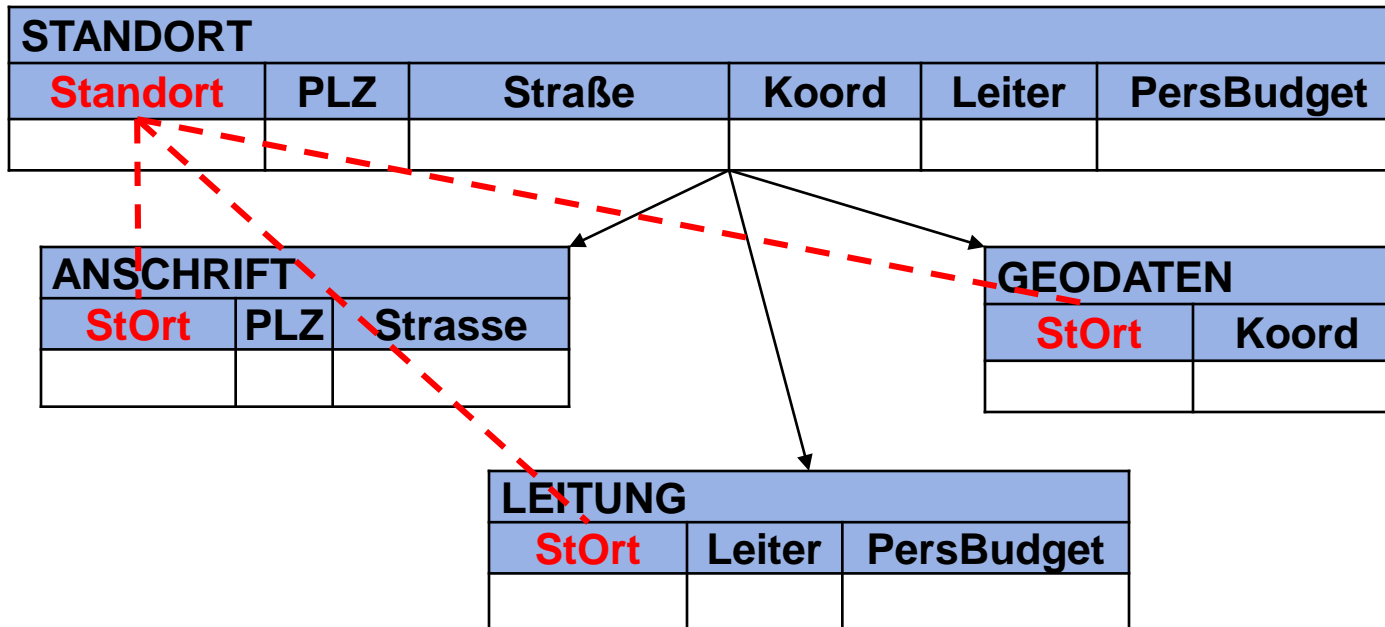 STANDORT
Standort PLZ Straße Koord Leiter PersBudget
ANSCHRIFT
StOrt PLZ Strasse
GEODATEN
StOrt Koord
LEITUNG
StOrt Leiter PersBudget